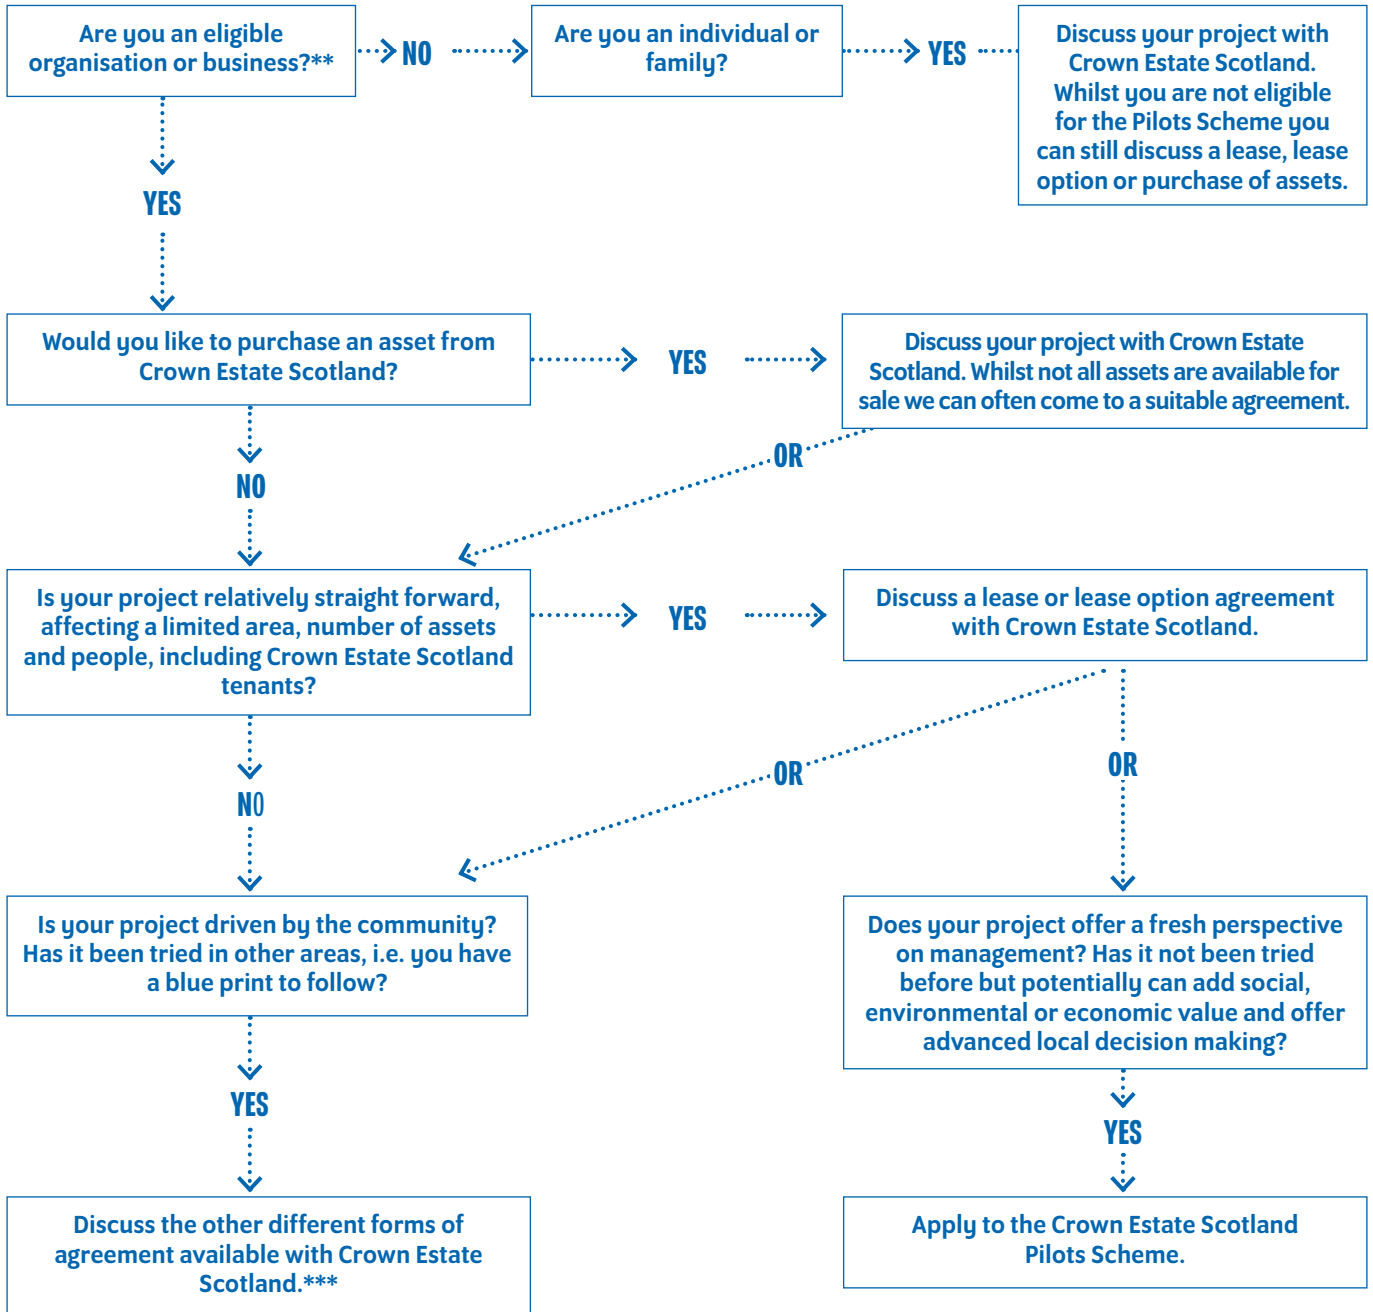 Are you an eligible
organisation or business?**
NO
Are you an individual or
family?
YES
Discuss your project with
Crown Estate Scotland.
Whilst you are not eligible
for the Pilots Scheme you
can still discuss a lease, lease
option or purchase of assets.
YES
Would you like to purchase an asset from
Crown Estate Scotland?
YES
Discuss your project with Crown Estate
Scotland. Whilst not all assets are available for
sale we can often come to a suitable agreement.
OR
NO
Is your project relatively straight forward,
affecting a limited area, number of assets
and people, including Crown Estate Scotland
tenants?
YES
Discuss a lease or lease option agreement
with Crown Estate Scotland.
OR
OR
NO
Is your project driven by the community?
Has it been tried in other areas, i.e. you have
a blue print to follow?
Does your project offer a fresh perspective
on management? Has it not been tried
before but potentially can add social,
environmental or economic value and offer
advanced local decision making?
YES
YES
Discuss the other different forms of
agreement available with Crown Estate
Scotland.***
Apply to the Crown Estate Scotland
Pilots Scheme.